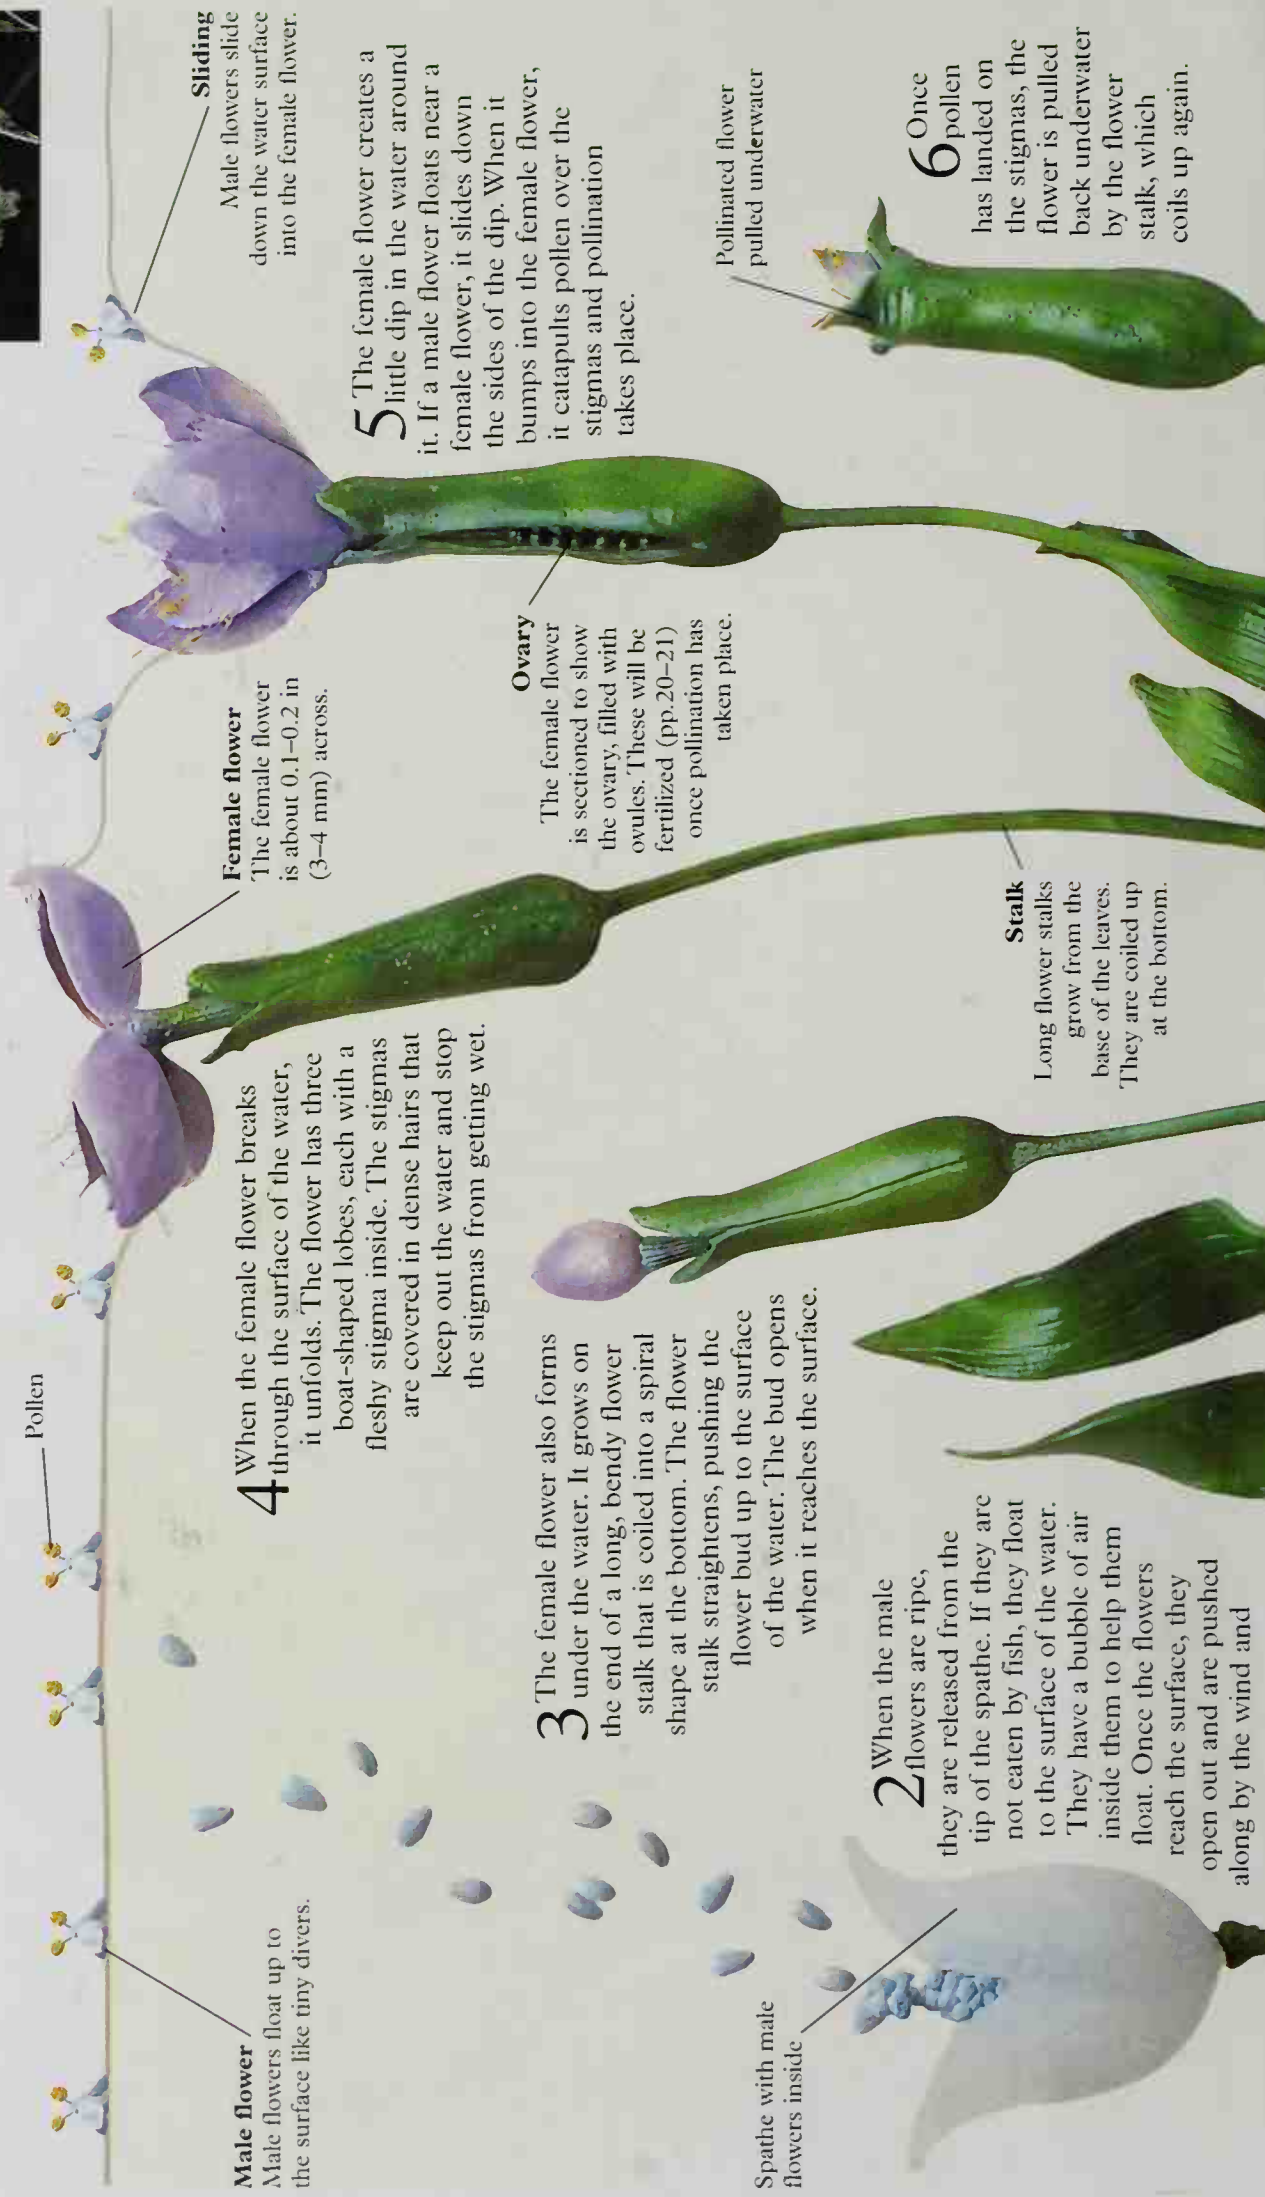 Pollen
Male flower
Male flowers float up to
the surface like tiny divers.
Spathe with male
flowers inside
2 When the male
flowers are ripe,
they are released from the
tip of the spathe. If they are
not eaten by fish, they float
to the surface of the water.
They have a bubble of air
inside them to help them
float. Once the flowers
reach the surface, they
open out and are pushed
along by the wind and
3 The female flower also forms
under the water. It grows on
the end of a long, bendy flower
stalk that is coiled into a spiral
shape at the bottom. The flower
stalk straightens, pushing the
flower bud up to the surface
of the water. The bud opens
when it reaches the surface.
4 When the female flower breaks
through the surface of the water,
it unfolds. The flower has three
boat-shaped lobes, each with a
fleshy stigma inside. The stigmas
are covered in dense hairs that
keep out the water and stop
the stigmas from getting wet.
Female flower
The female flower
is about 0.1–0.2 in
(3–4 mm) across.
Stalk
Long flower stalks
grow from the
base of the leaves.
They are coiled up
at the bottom.
Ovary
The female flower
is sectioned to show
the ovary, filled with
ovules. These will be
fertilized (pp.20–21)
once pollination has
taken place.
Sliding
Male flowers slide
down the water surface
into the female flower.
5 The female flower creates a
little dip in the water around
it. If a male flower floats near a
female flower, it slides down
the sides of the dip. When it
bumps into the female flower,
it catapults pollen over the
stigmas and pollination
takes place.
Pollinated flower
pulled underwater
6 Once
pollen
has landed on
the stigmas, the
flower is pulled
back underwater
by the flower
stalk, which
coils up again.